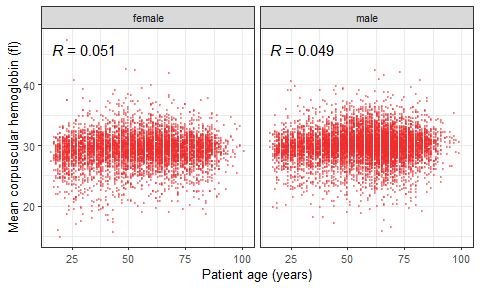 female
male
R = 0.051
R = 0.049
Mean corpuscular hemoglobin (fl)
40
30
20
25
50
75
100
25
50
75
100
Patient age (years)